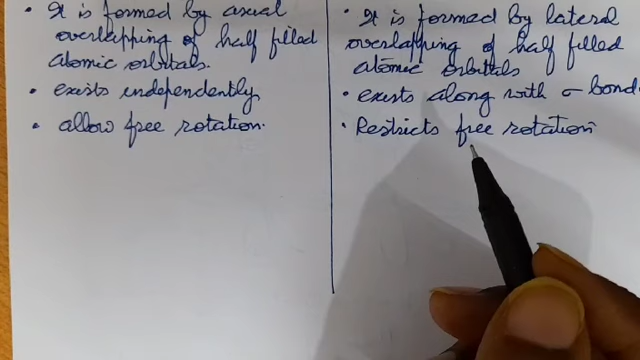 • It is formed by axial
overlapping of half filled
atomic orbitals.
• exists independently
• allow free rotation.
• It is formed by lateral
overlapping of half filled
atomic orbitals
• exists along with σ bond
• Restricts free rotation